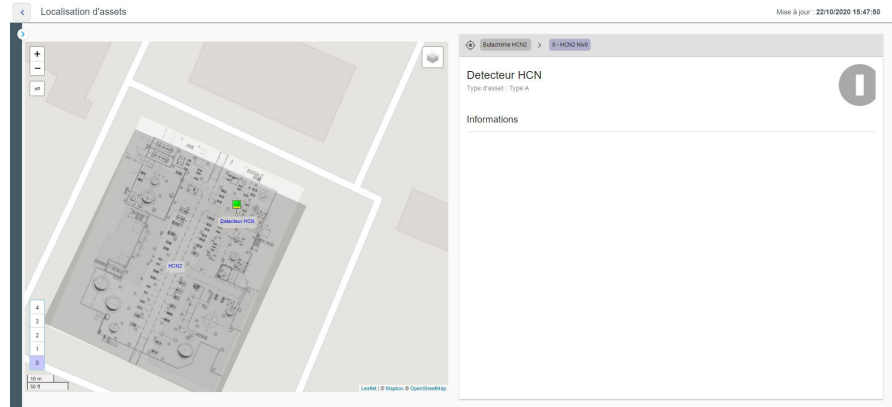 Localisation d'assets
Mise à jour : 22/10/2020 15:47:50
Butachimie HCN2 > 0 - HCN2 Niv0
Detecteur HCN
Type d'asset : Type A
Informations
+
−
Detecteur HCN
HCN2
4
3
2
1
0
10 m
50 ft
Leaflet | © Mapbox © OpenStreetMap